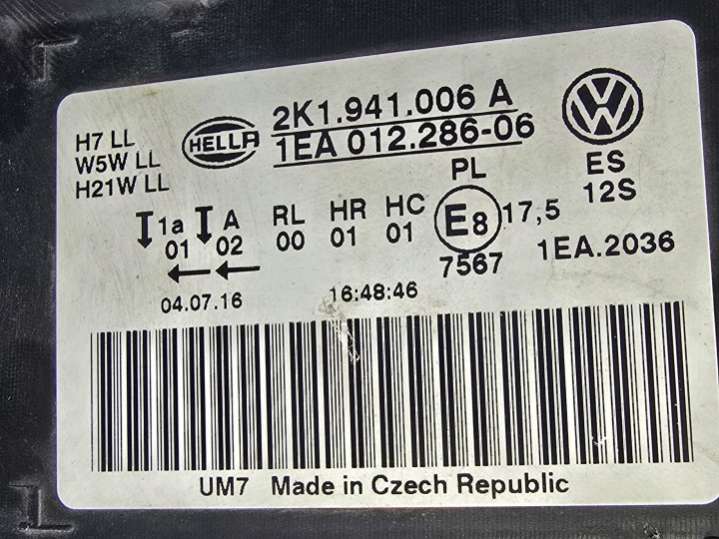 H7 LL
W5W LL
H21W LL
HELLA
2K1.941.006 A
1EA 012.286-06
ES
12S
1a
01
A
02
RL
00
HR
01
HC
01
PL
E8
17,5
7567
1EA.2036
04.07.16
16:48:46
UM7 Made in Czech Republic